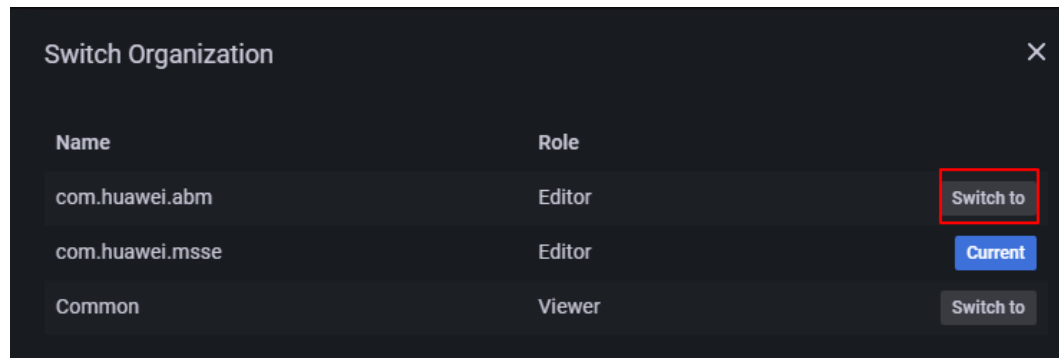 Switch Organization
Name Role
com.huawei.abm Editor Switch to
com.huawei.msse Editor Current
Common Viewer Switch to